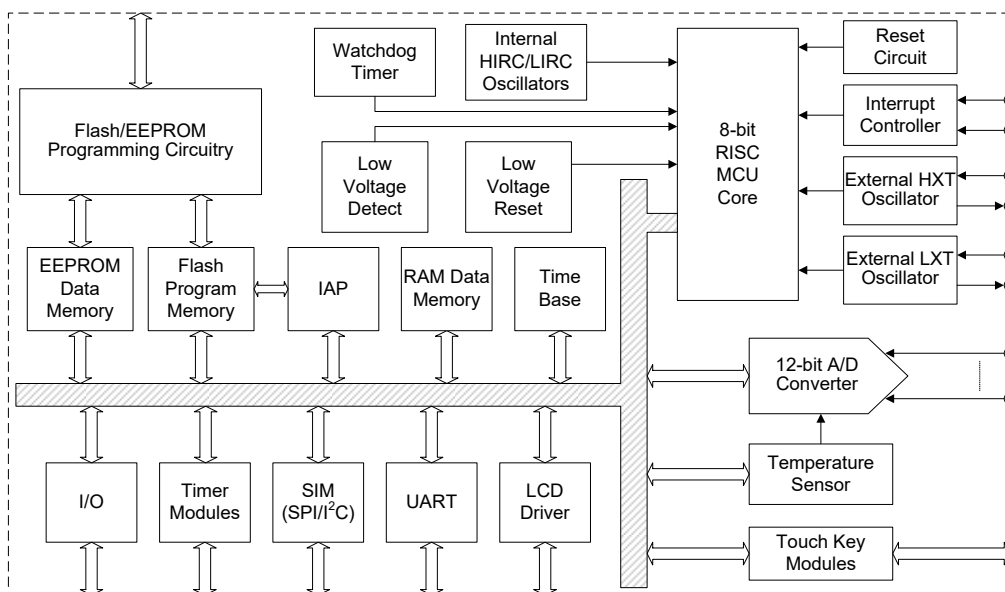 Watchdog
Timer
Internal
HIRC/LIRC
Oscillators
Reset
Circuit
Flash/EEPROM
Programming Circuitry
8-bit
RISC
MCU
Core
Interrupt
Controller
Low
Voltage
Detect
Low
Voltage
Reset
External HXT
Oscillator
EEPROM
Data
Memory
Flash
Program
Memory
IAP
RAM Data
Memory
Time
Base
External LXT
Oscillator
12-bit A/D
Converter
I/O
Timer
Modules
SIM
(SPI/I²C)
UART
LCD
Driver
Temperature
Sensor
Touch Key
Modules